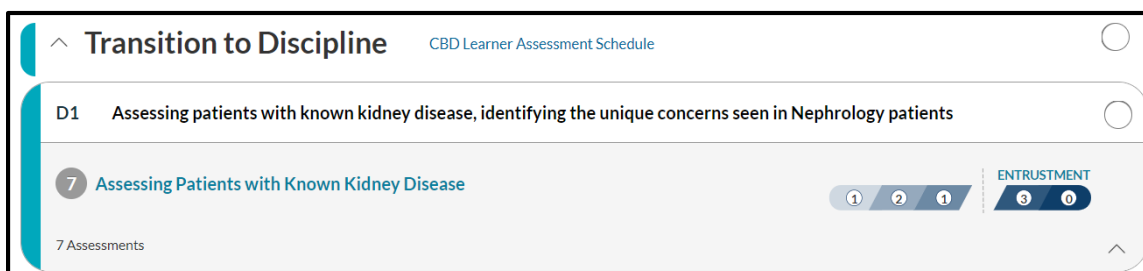 Transition to Discipline CBD Learner Assessment Schedule
D1 Assessing patients with known kidney disease, identifying the unique concerns seen in Nephrology patients
ENTRUSTMENT
7 Assessing Patients with Known Kidney Disease 1 2 1 3 0
7 Assessments